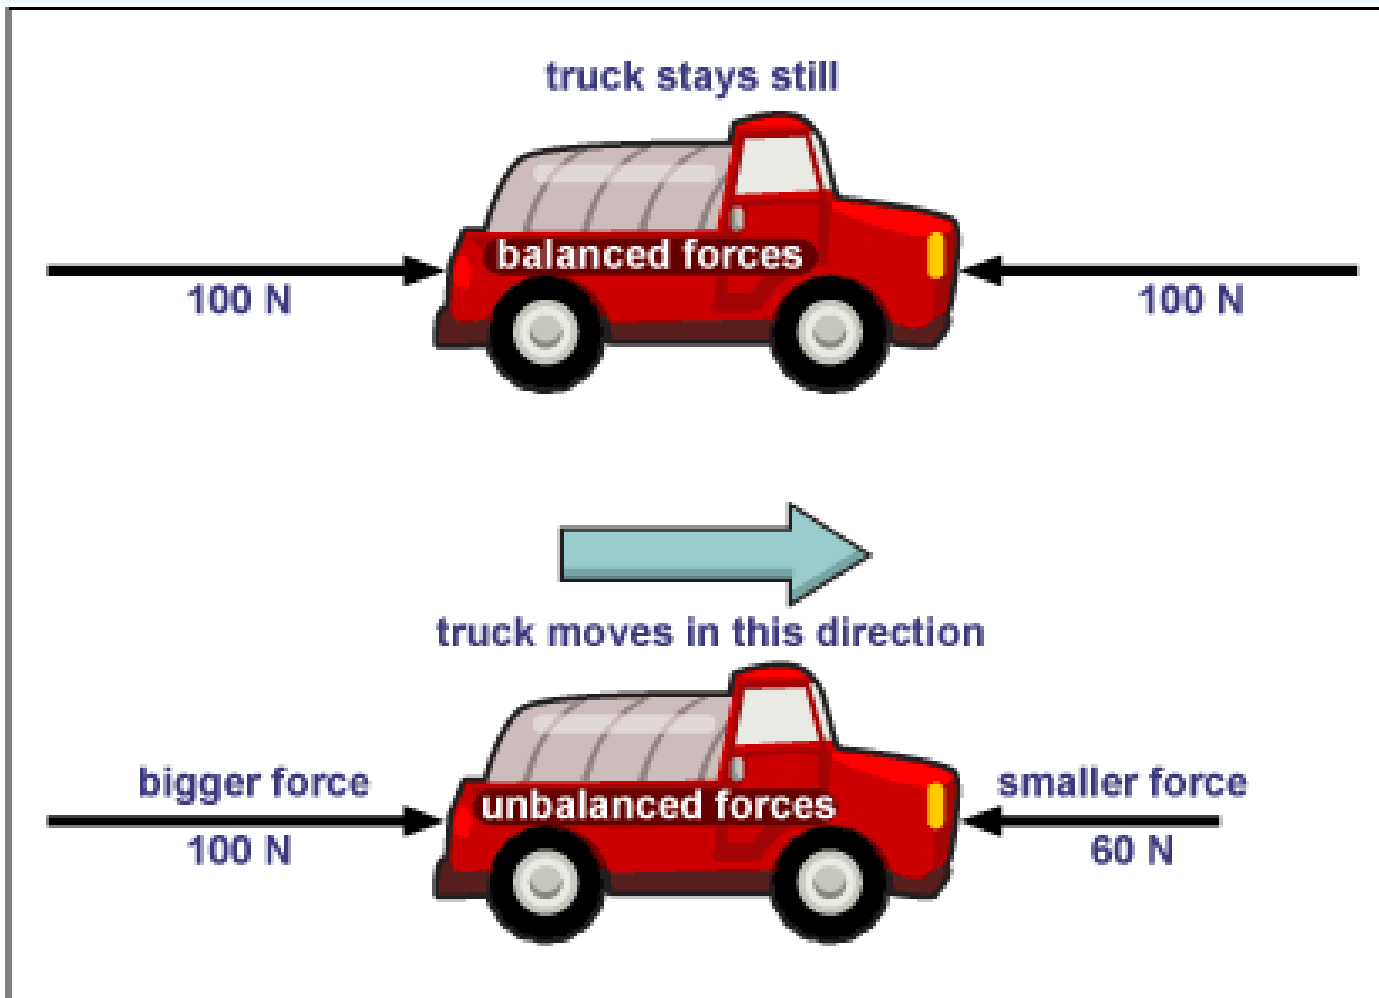 truck stays still
balanced forces
100 N
100 N
truck moves in this direction
bigger force
smaller force
unbalanced forces
100 N
60 N